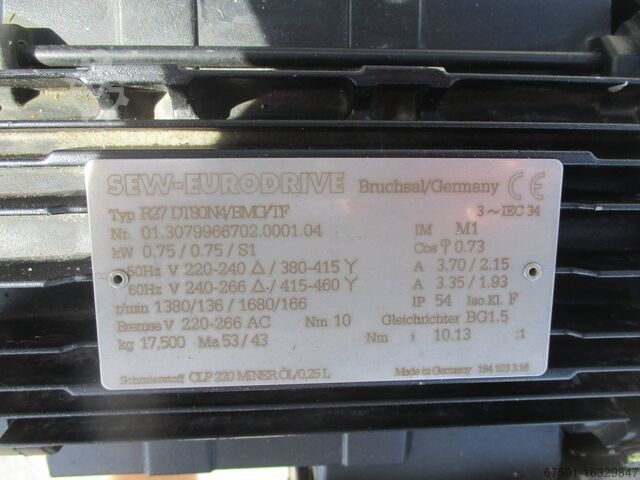 SEW-EURODRIVE Bruchsal/Germany CE
Typ R27 DT80N4/BMG/TF 3~IEC 34
Nr. 01.3079966702.0001.04 IM M1
kW 0.75 / 0.75 / S1 Cos φ 0.73
50Hz V 220-240 Δ / 380-415 Y A 3.70 / 2.15
60Hz V 240-266 Δ / 415-460 Y A 3.35 / 1.93
r/min 1380/136 / 1680/166 IP 54 Iso.Kl. F
Bremse V 220-266 AC Nm 10 Gleichrichter BG1.5
kg 17,500 Ma 53 / 43 Nm i 10.13 :1
Schmierstoff CLP 220 MINER.ÖL/0,25 L Made in Germany 184 103 3.16
67501-16329847